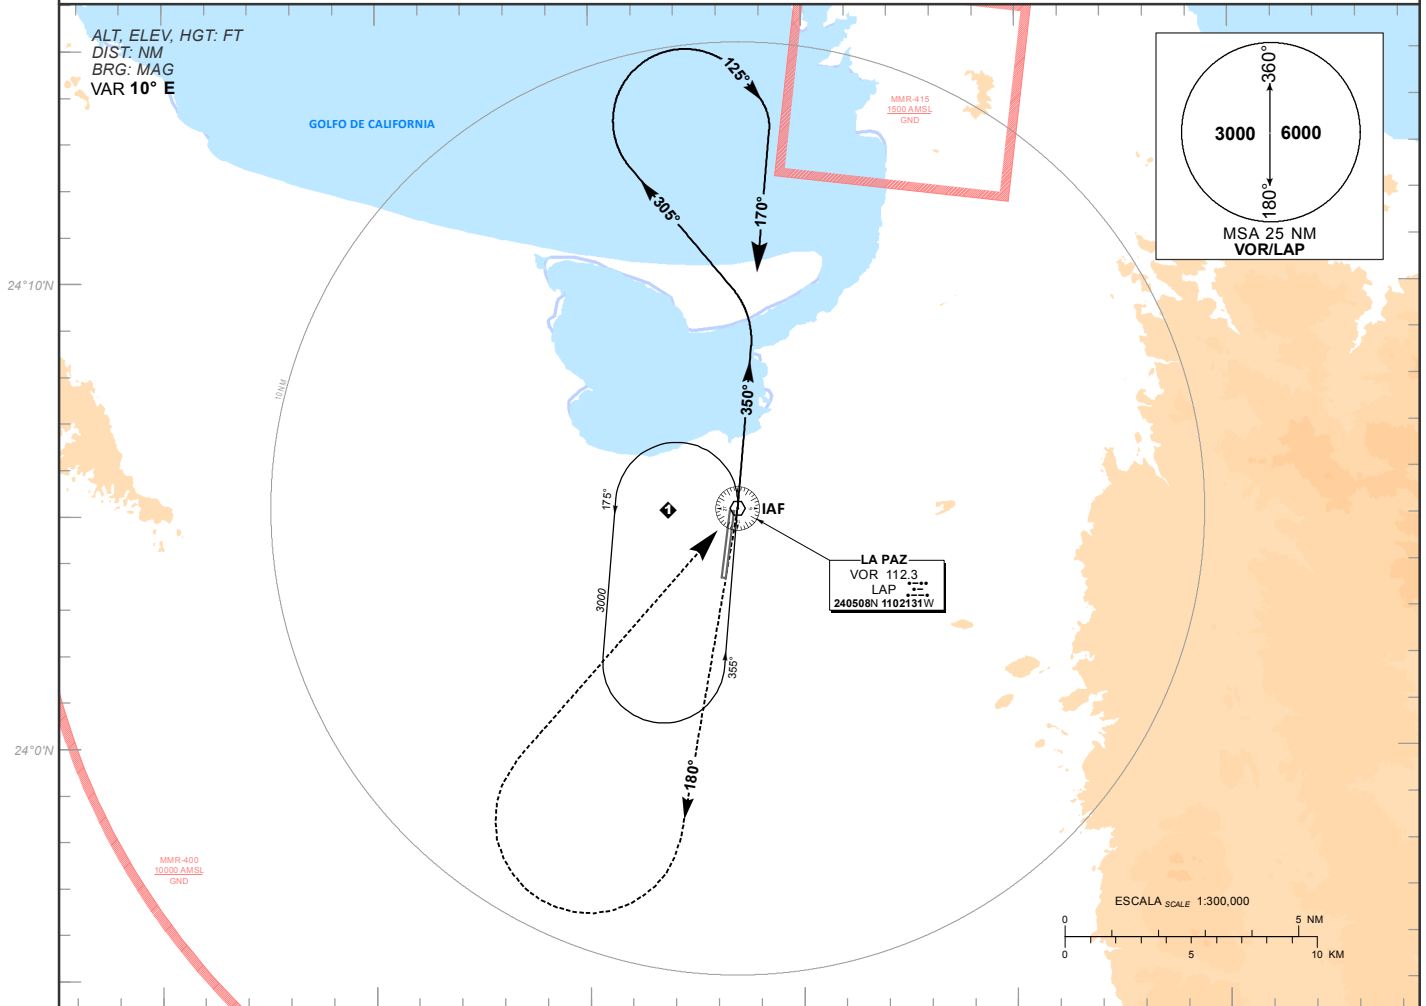 ALT, ELEV, HGT: FT
DIST: NM
BRG: MAG
VAR 10° E
GOLFO DE CALIFORNIA
125°
MMR-415
1500 AMSL
GND
360°
3000 6000
180°
MSA 25 NM
VOR/LAP
305°
170°
24°10'N
10 NM
350°
175°
1
IAF
LA PAZ
VOR 112.3
LAP
240508N 1102131W
3000
355°
24°0'N
180°
MMR-400
10000 AMSL
GND
ESCALA SCALE 1:300,000
0 5 NM
0 5 10 KM